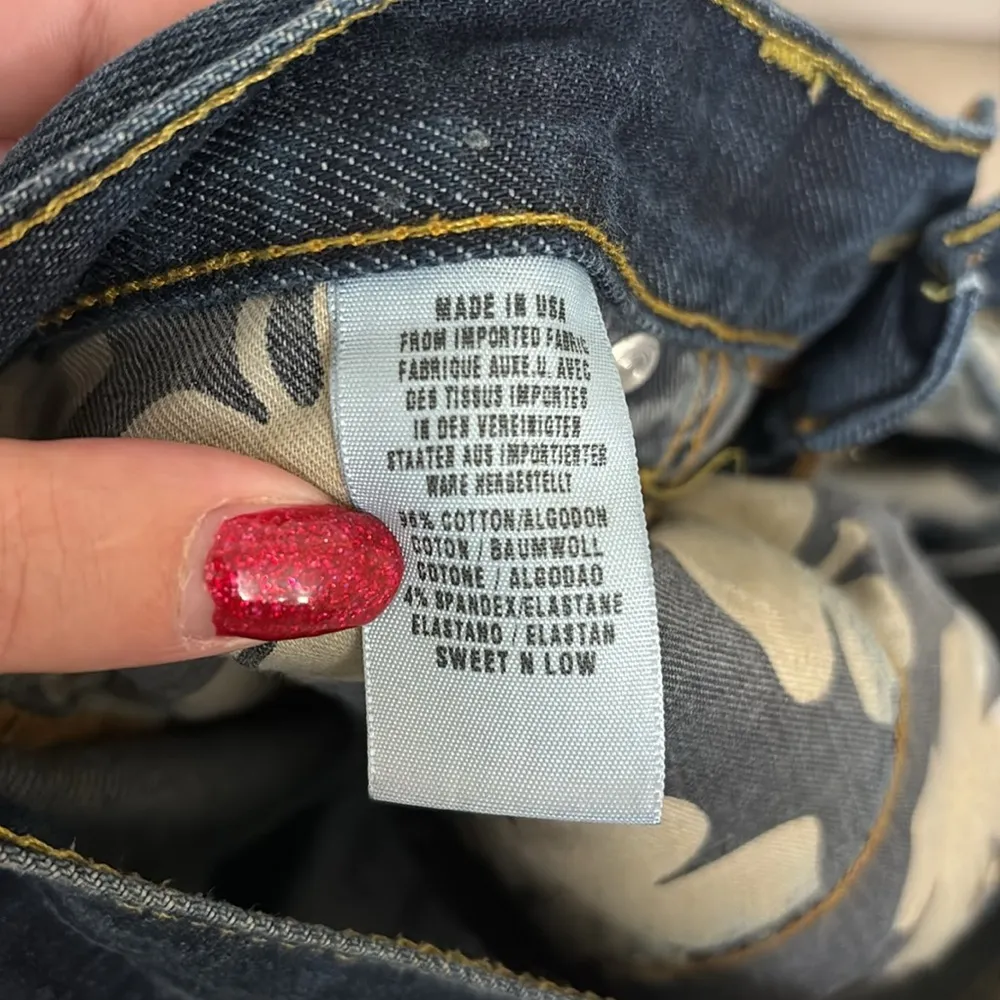 MADE IN USA
FROM IMPORTED FABRIC
FABRIQUE AUXE.U. AVEC
DES TISSUS IMPORTES
IN DEN VEREINIGTEN
STAATEN AUS IMPORTIERTER
WARE HERGESTELLT
96% COTTON/ALGODON
COTON / BAUMWOLL
COTONE / ALGODAO
4% SPANDEX/ELASTANE
ELASTANO / ELASTAN
SWEET N LOW